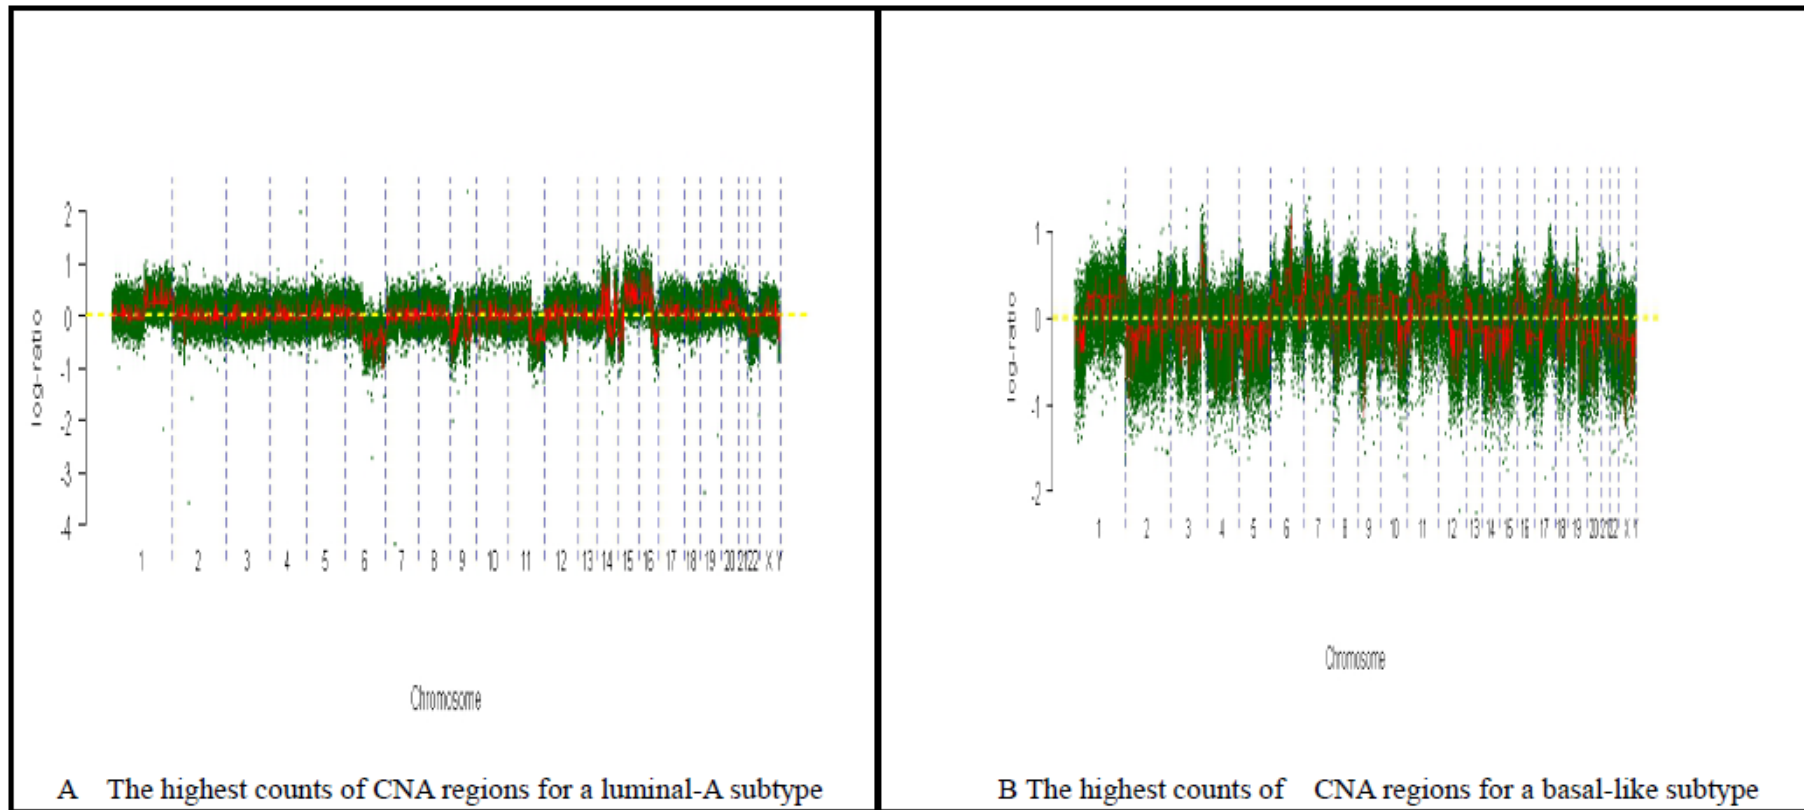 2
1
0
-1
-2
-3
-4
log-ratio
1 2 3 4 5 6 7 8 9 10 11 12 13 14 15 16 17 18 19 20 21 22 X Y
Chromosome
A The highest counts of CNA regions for a luminal-A subtype
1
0
-1
-2
log-ratio
1 2 3 4 5 6 7 8 9 10 11 12 13 14 15 16 17 18 19 20 21 22 X Y
Chromosome
B The highest counts of CNA regions for a basal-like subtype